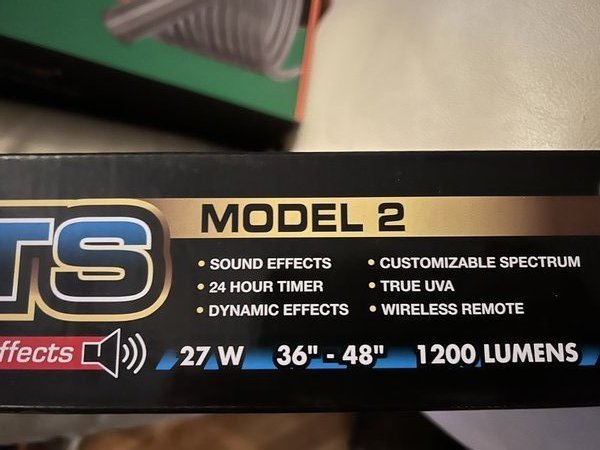 MODEL 2
TS
• SOUND EFFECTS
• 24 HOUR TIMER
• DYNAMIC EFFECTS
• CUSTOMIZABLE SPECTRUM
• TRUE UVA
• WIRELESS REMOTE
ffects
27 W 36" - 48" 1200 LUMENS